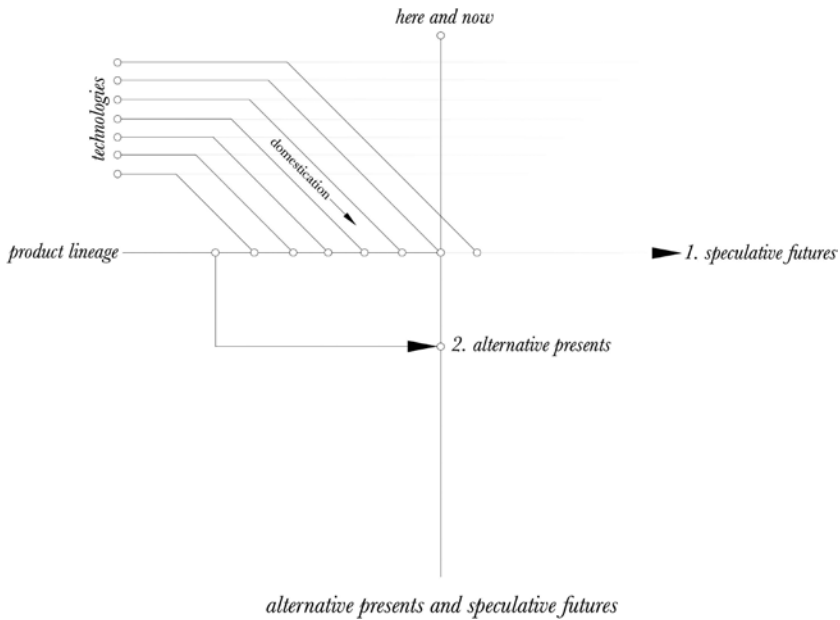 here and now
technologies
domestication
product lineage
1. speculative futures
2. alternative presents
alternative presents and speculative futures